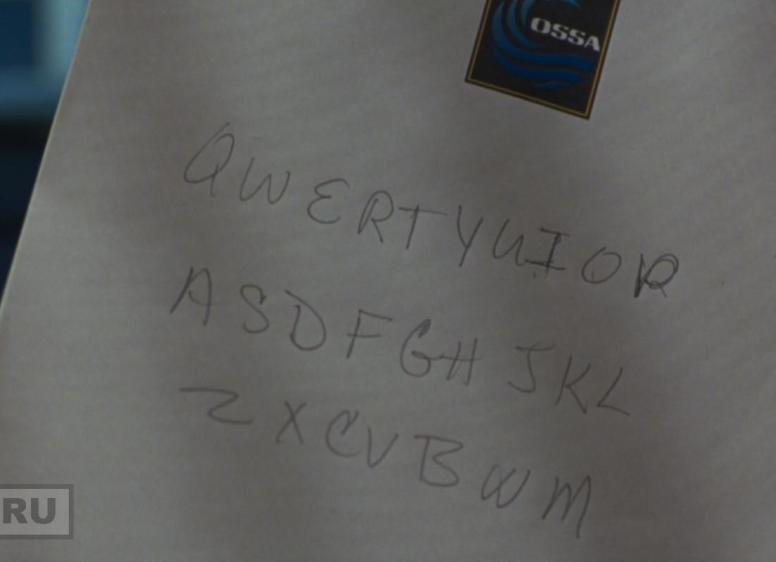 OSSA
QWERTYUIOR
ASDFGHJKL
ZXCVBWM
RU